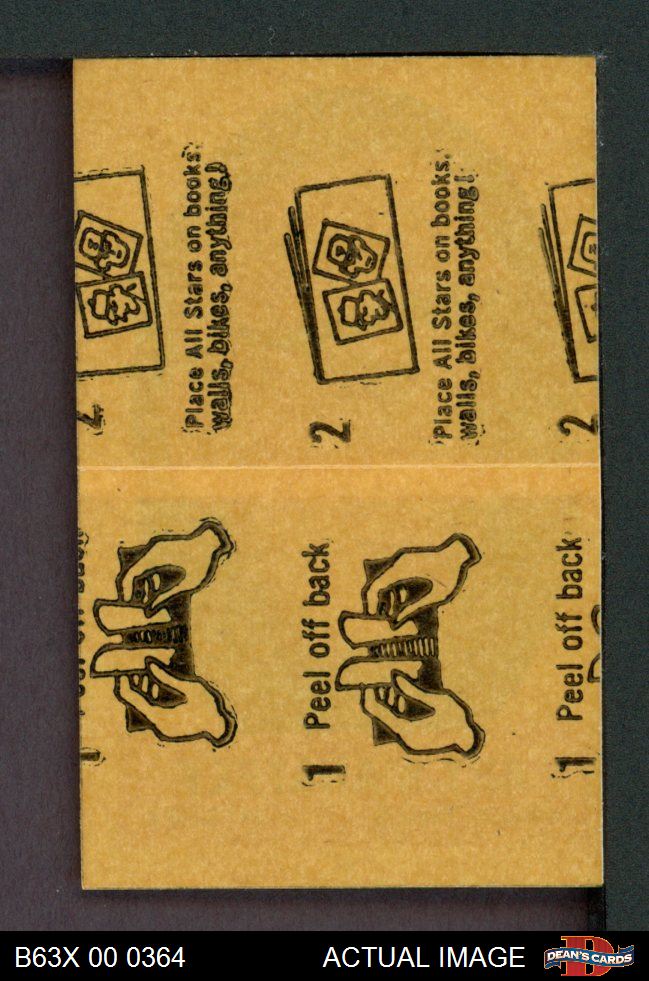 Place All Stars on books,
walls, bikes, anything!
2
Place All Stars on books,
walls, bikes, anything!
2
2
1
1 Peel off back
1 Peel off back
B63X 00 0364
ACTUAL IMAGE
DEAN'S CARDS